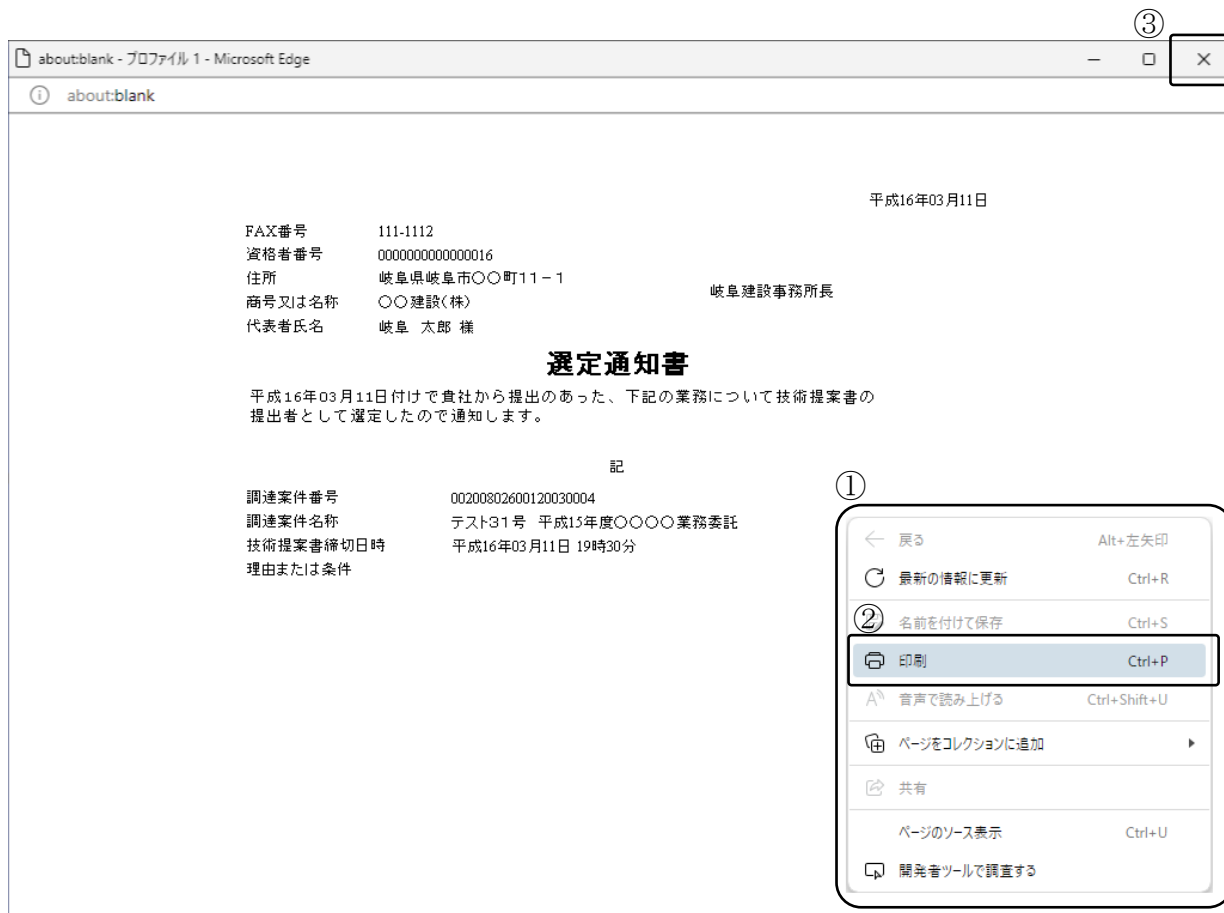 ③
about:blank - プロファイル 1 - Microsoft Edge
about:blank
平成16年03月11日
FAX番号 111-1112
資格者番号 0000000000000016
住所 岐阜県岐阜市〇〇町11－1
岐阜建設事務所長
商号又は名称 〇〇建設(株)
代表者氏名 岐阜 太郎 様
選定通知書
平成16年03月11日付けで貴社から提出のあった、下記の業務について技術提案書の
提出者として選定したので通知します。
記
調達案件番号 00200802600120030004
調達案件名称 テスト31号 平成15年度〇〇〇〇業務委託
技術提案書締切日時 平成16年03月11日 19時30分
理由または条件
①
戻る Alt+左矢印
最新の情報に更新 Ctrl+R
②
名前を付けて保存 Ctrl+S
印刷 Ctrl+P
音声で読み上げる Ctrl+Shift+U
ページをコレクションに追加
共有
ページのソース表示 Ctrl+U
開発者ツールで調査する